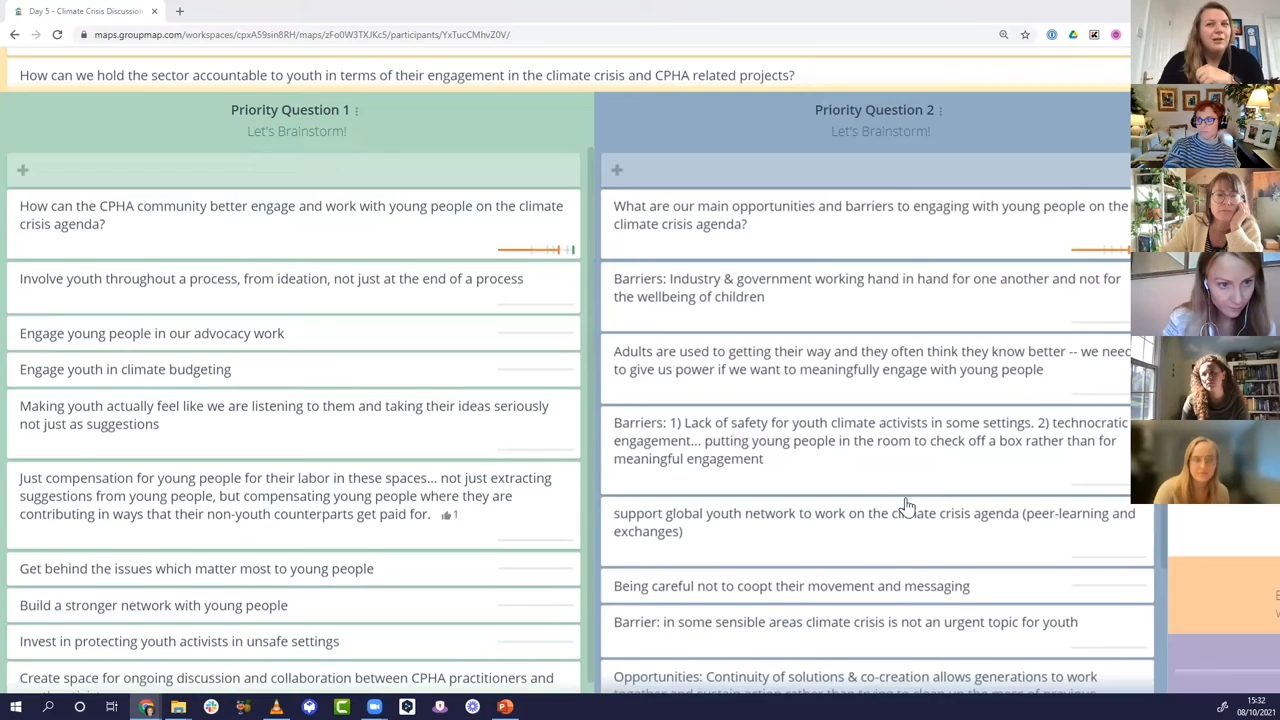 Day 5 - Climate Crisis Discussion
maps.groupmap.com/workspaces/cpxA59sin8RH/maps/zFo0W3TXJKc5/participants/YxTucCMhvZ0V/
How can we hold the sector accountable to youth in terms of their engagement in the climate crisis and CPHA related projects?
Priority Question 1
Let's Brainstorm!
How can the CPHA community better engage and work with young people on the climate
crisis agenda?
Involve youth throughout a process, from ideation, not just at the end of a process
Engage young people in our advocacy work
Engage youth in climate budgeting
Making youth actually feel like we are listening to them and taking their ideas seriously
not just as suggestions
Just compensation for young people for their labor in these spaces... not just extracting
suggestions from young people, but compensating young people where they are
contributing in ways that their non-youth counterparts get paid for. 1
Get behind the issues which matter most to young people
Build a stronger network with young people
Invest in protecting youth activists in unsafe settings
Create space for ongoing discussion and collaboration between CPHA practitioners and
Priority Question 2
Let's Brainstorm!
What are our main opportunities and barriers to engaging with young people on the
climate crisis agenda?
Barriers: Industry & government working hand in hand for one another and not for
the wellbeing of children
Adults are used to getting their way and they often think they know better -- we need
to give us power if we want to meaningfully engage with young people
Barriers: 1) Lack of safety for youth climate activists in some settings. 2) technocratic
engagement... putting young people in the room to check off a box rather than for
meaningful engagement
support global youth network to work on the climate crisis agenda (peer-learning and
exchanges)
Being careful not to coopt their movement and messaging
Barrier: in some sensible areas climate crisis is not an urgent topic for youth
Opportunities: Continuity of solutions & co-creation allows generations to work
15:32
08/10/2021